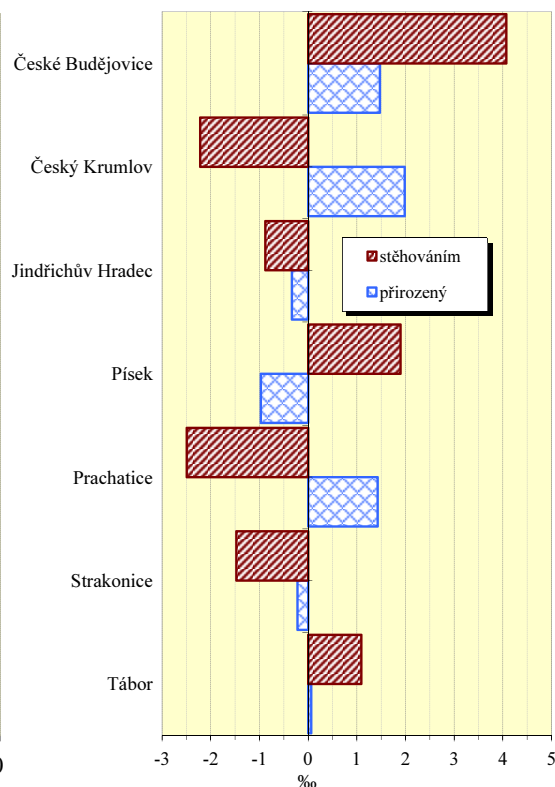 České Budějovice
Český Krumlov
Jindřichův Hradec
stěhováním
přirozený
Písek
Prachatice
Strakonice
Tábor
-3 -2 -1 0 1 2 3 4 5
‰